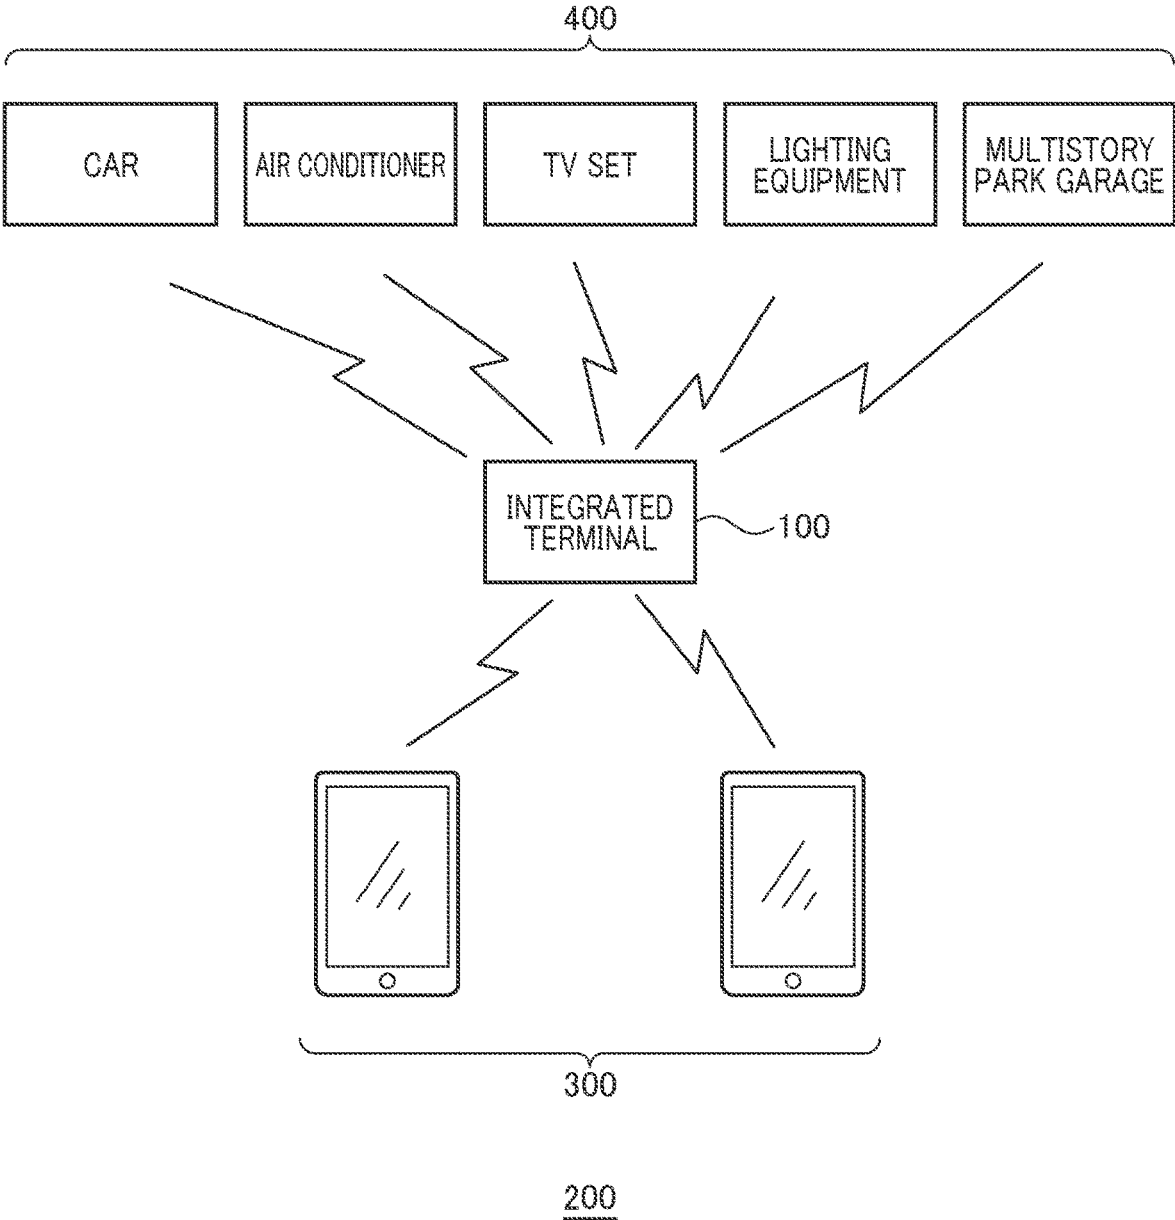 400
CAR
AIR CONDITIONER
TV SET
LIGHTING
EQUIPMENT
MULTISTORY
PARK GARAGE
INTEGRATED
TERMINAL
100
300
200